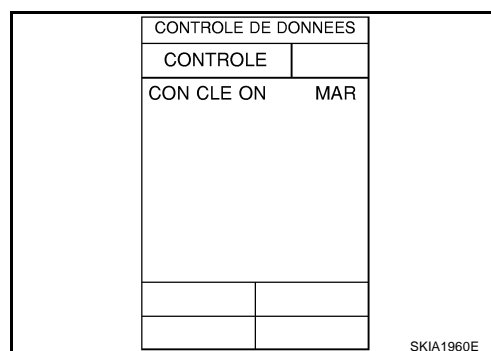 CONTROLE DE DONNEES
CONTROLE
CON CLE ON MAR
SKIA1960E